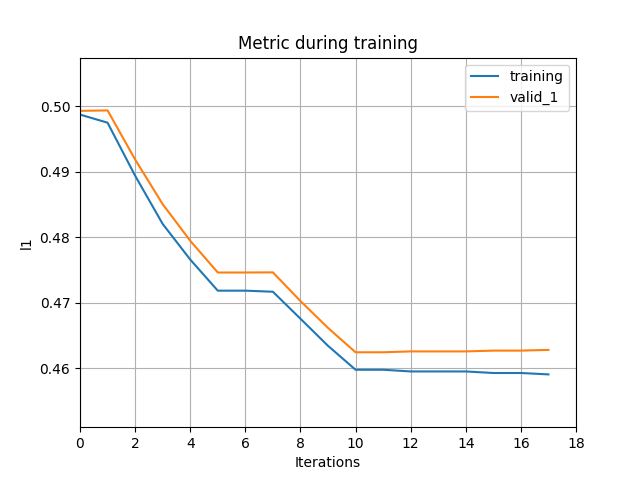 Metric during training
training
valid_1
0.50
0.49
0.48
0.47
0.46
l1
0 2 4 6 8 10 12 14 16 18
Iterations